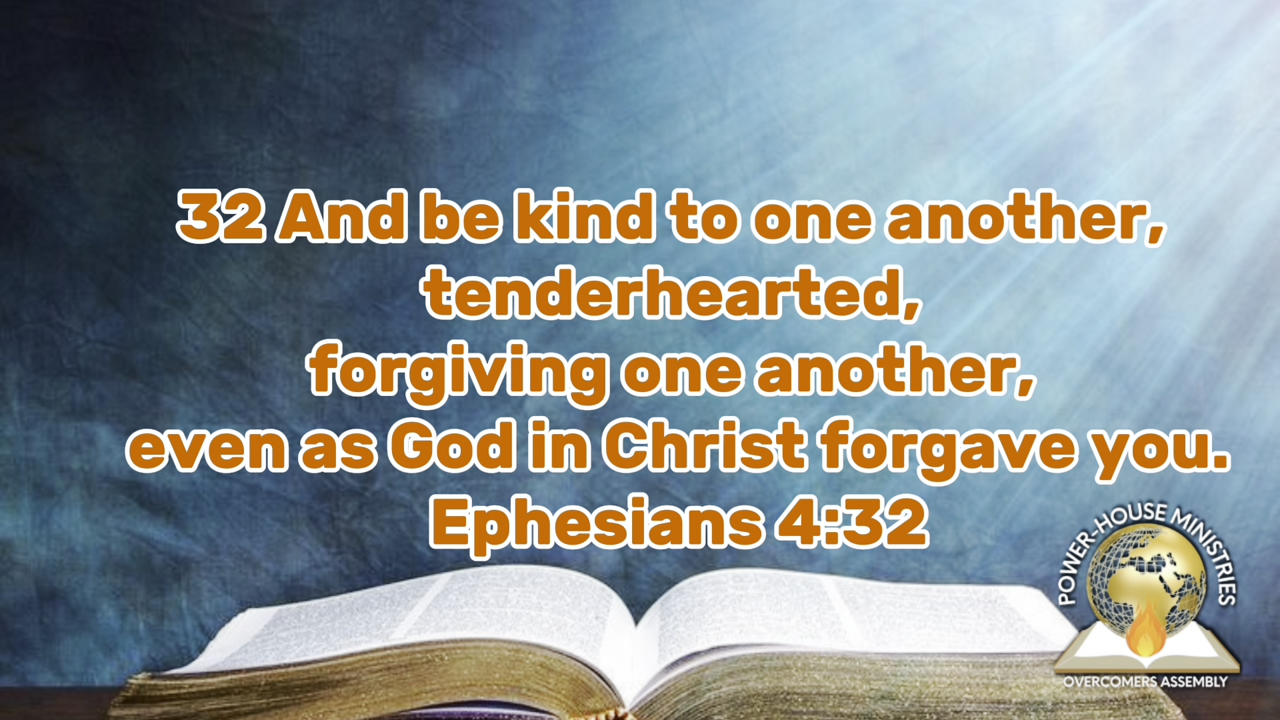 32 And be kind to one another,
tenderhearted,
forgiving one another,
even as God in Christ forgave you.
Ephesians 4:32
POWER-HOUSE MINISTRIES
OVERCOMERS ASSEMBLY